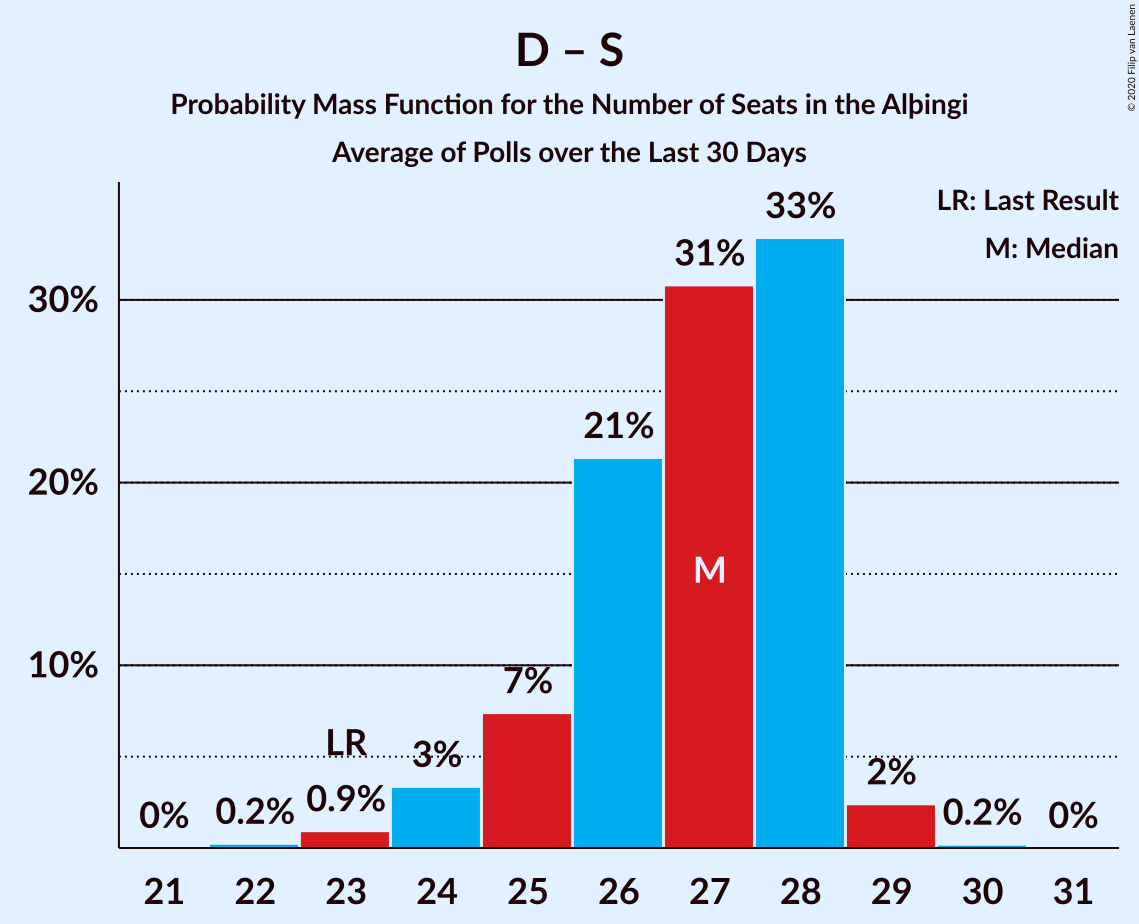 D – S
Probability Mass Function for the Number of Seats in the Alþingi
Average of Polls over the Last 30 Days
© 2020 Filip van Laenen
LR: Last Result
M: Median
30%
20%
10%
0%
0.2%
0.9%
LR
3%
7%
21%
31%
M
33%
2%
0.2%
0%
21 22 23 24 25 26 27 28 29 30 31